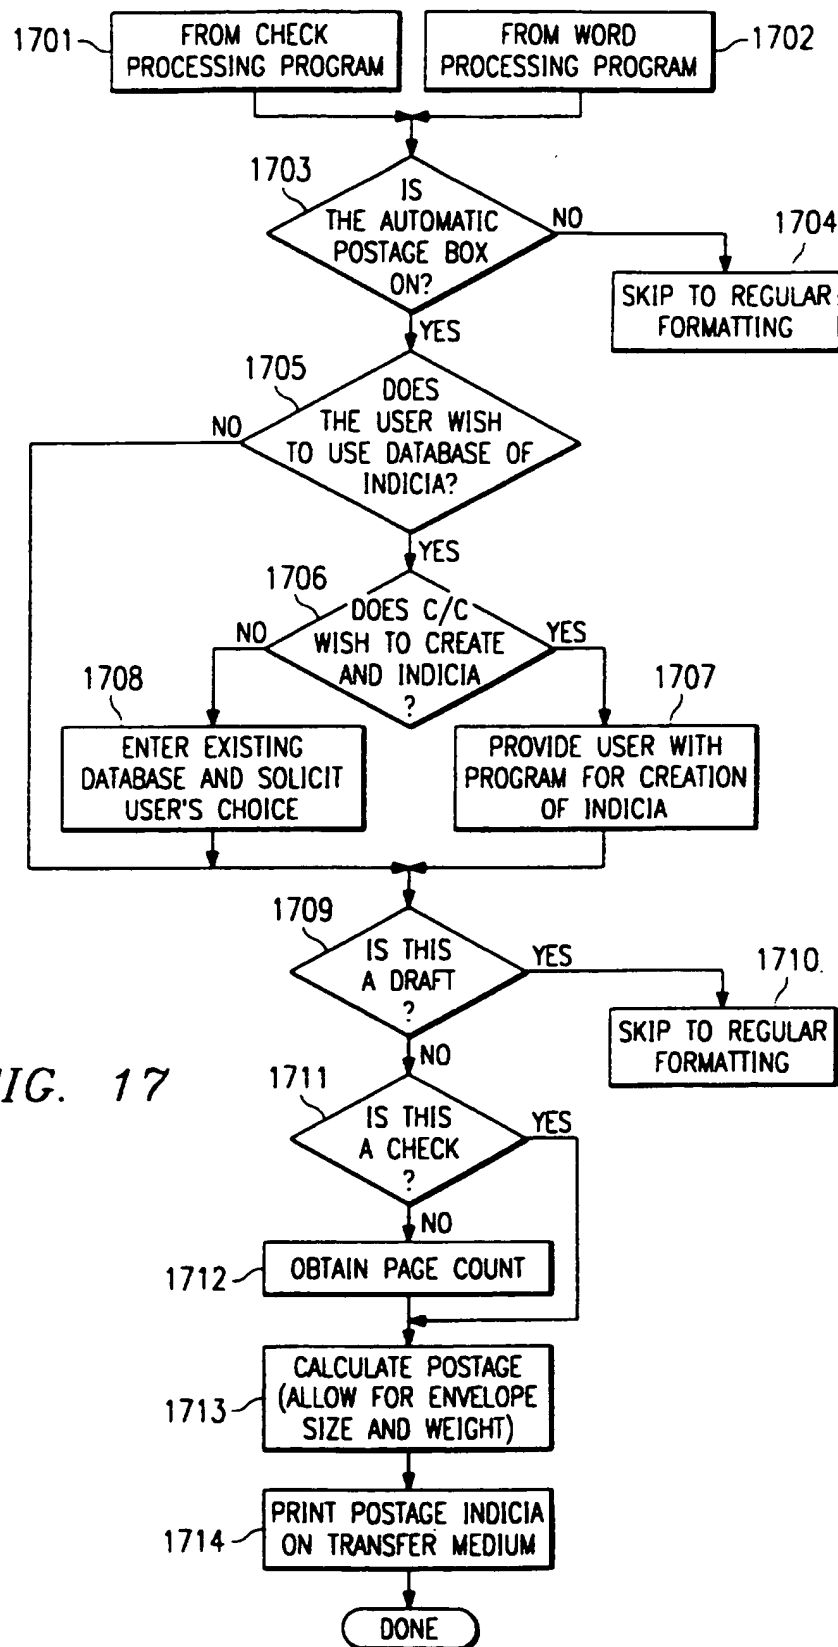 1701
FROM CHECK
PROCESSING PROGRAM
FROM WORD
PROCESSING PROGRAM
1702
1703
IS
THE AUTOMATIC
POSTAGE BOX
ON?
NO
1704
SKIP TO REGULAR
FORMATTING
YES
1705
DOES
THE USER WISH
TO USE DATABASE OF
INDICIA?
NO
YES
1706
DOES C/C
WISH TO CREATE
AND INDICIA
?
NO
YES
1708
ENTER EXISTING
DATABASE AND SOLICIT
USER'S CHOICE
1707
PROVIDE USER WITH
PROGRAM FOR CREATION
OF INDICIA
1709
IS THIS
A DRAFT
?
YES
1710
SKIP TO REGULAR
FORMATTING
NO
IG. 17
1711
IS THIS
A CHECK
?
YES
NO
1712
OBTAIN PAGE COUNT
1713
CALCULATE POSTAGE
(ALLOW FOR ENVELOPE
SIZE AND WEIGHT)
1714
PRINT POSTAGE INDICIA
ON TRANSFER MEDIUM
DONE